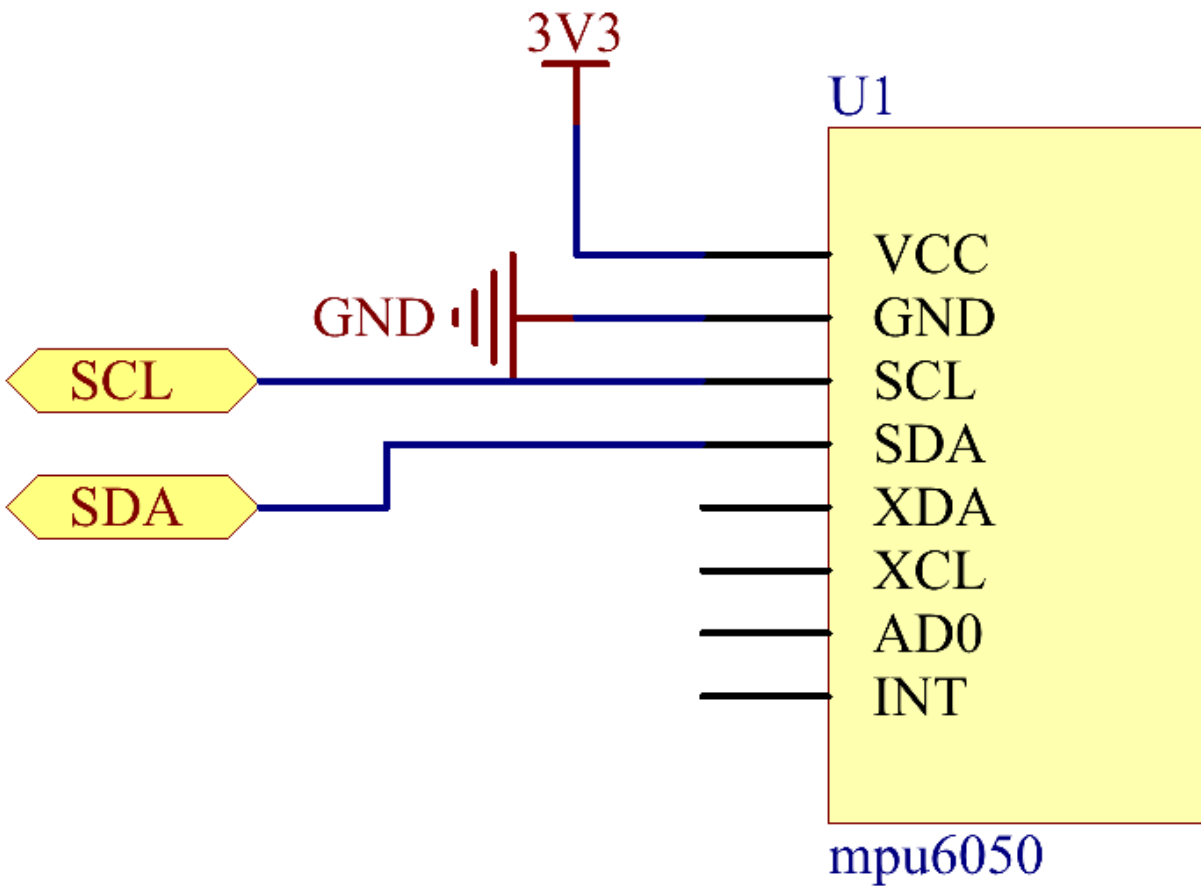 3V3
U1
VCC
GND GND
SCL SCL
SDA
SDA XDA
XCL
AD0
INT
mpu6050